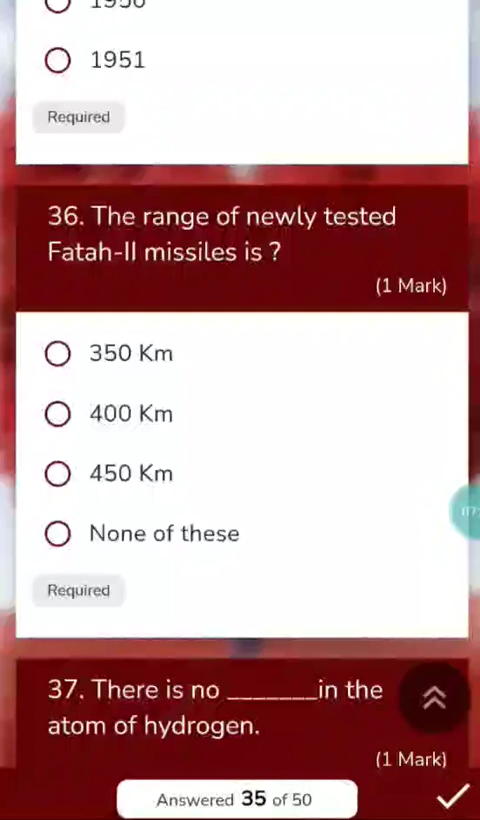 1951
Required
36. The range of newly tested
Fatah-II missiles is ?
(1 Mark)
350 Km
400 Km
450 Km
None of these
Required
37. There is no _______in the
atom of hydrogen.
(1 Mark)
Answered 35 of 50